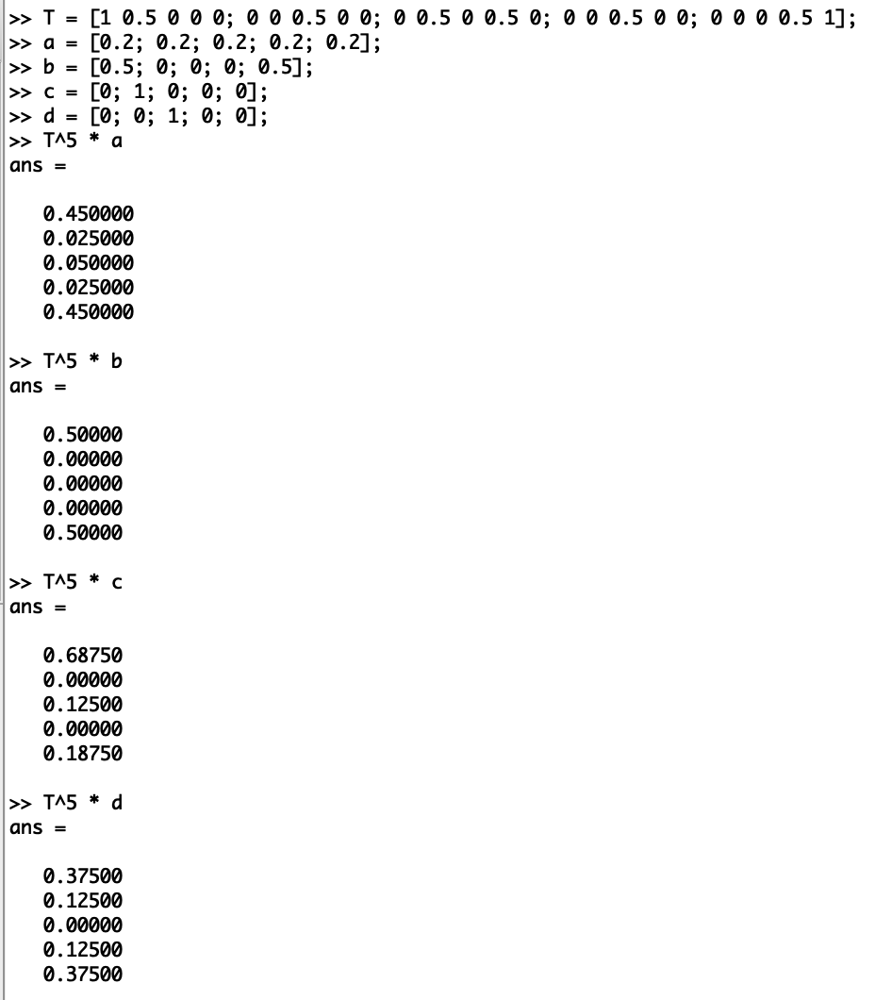 >> T = [1 0.5 0 0 0; 0 0 0.5 0 0; 0 0.5 0 0.5 0; 0 0 0.5 0 0; 0 0 0 0.5 1];
>> a = [0.2; 0.2; 0.2; 0.2; 0.2];
>> b = [0.5; 0; 0; 0; 0.5];
>> c = [0; 1; 0; 0; 0];
>> d = [0; 0; 1; 0; 0];
>> T^5 * a
ans =
0.450000
0.025000
0.050000
0.025000
0.450000
>> T^5 * b
ans =
0.50000
0.00000
0.00000
0.00000
0.50000
>> T^5 * c
ans =
0.68750
0.00000
0.12500
0.00000
0.18750
>> T^5 * d
ans =
0.37500
0.12500
0.00000
0.12500
0.37500